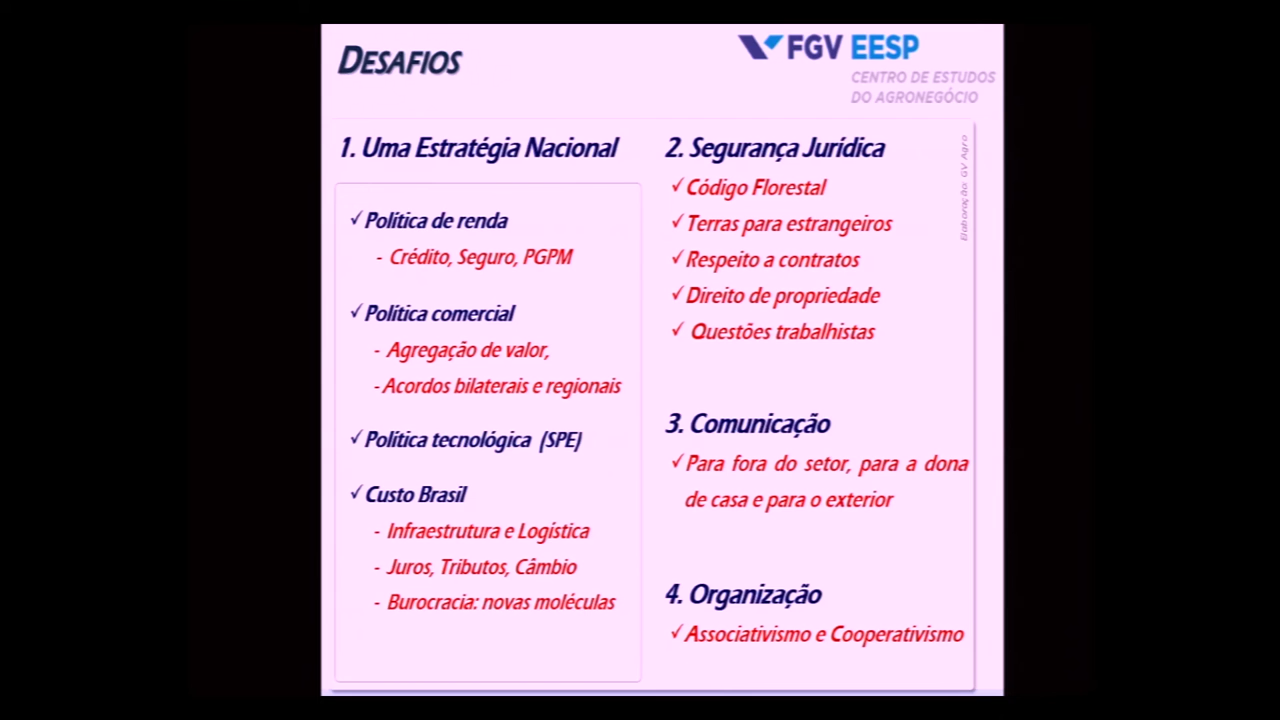 DESAFIOS
FGV EESP
CENTRO DE ESTUDOS
DO AGRONEGÓCIO
1. Uma Estratégia Nacional
✓Política de renda
- Crédito, Seguro, PGPM
✓Política comercial
- Agregação de valor,
- Acordos bilaterais e regionais
✓Política tecnológica (SPE)
✓Custo Brasil
- Infraestrutura e Logística
- Juros, Tributos, Câmbio
- Burocracia: novas moléculas
2. Segurança Jurídica
✓Código Florestal
✓Terras para estrangeiros
✓Respeito a contratos
✓Direito de propriedade
✓ Questões trabalhistas
3. Comunicação
✓Para fora do setor, para a dona
de casa e para o exterior
4. Organização
✓Associativismo e Cooperativismo
Elaboração: GV Agro